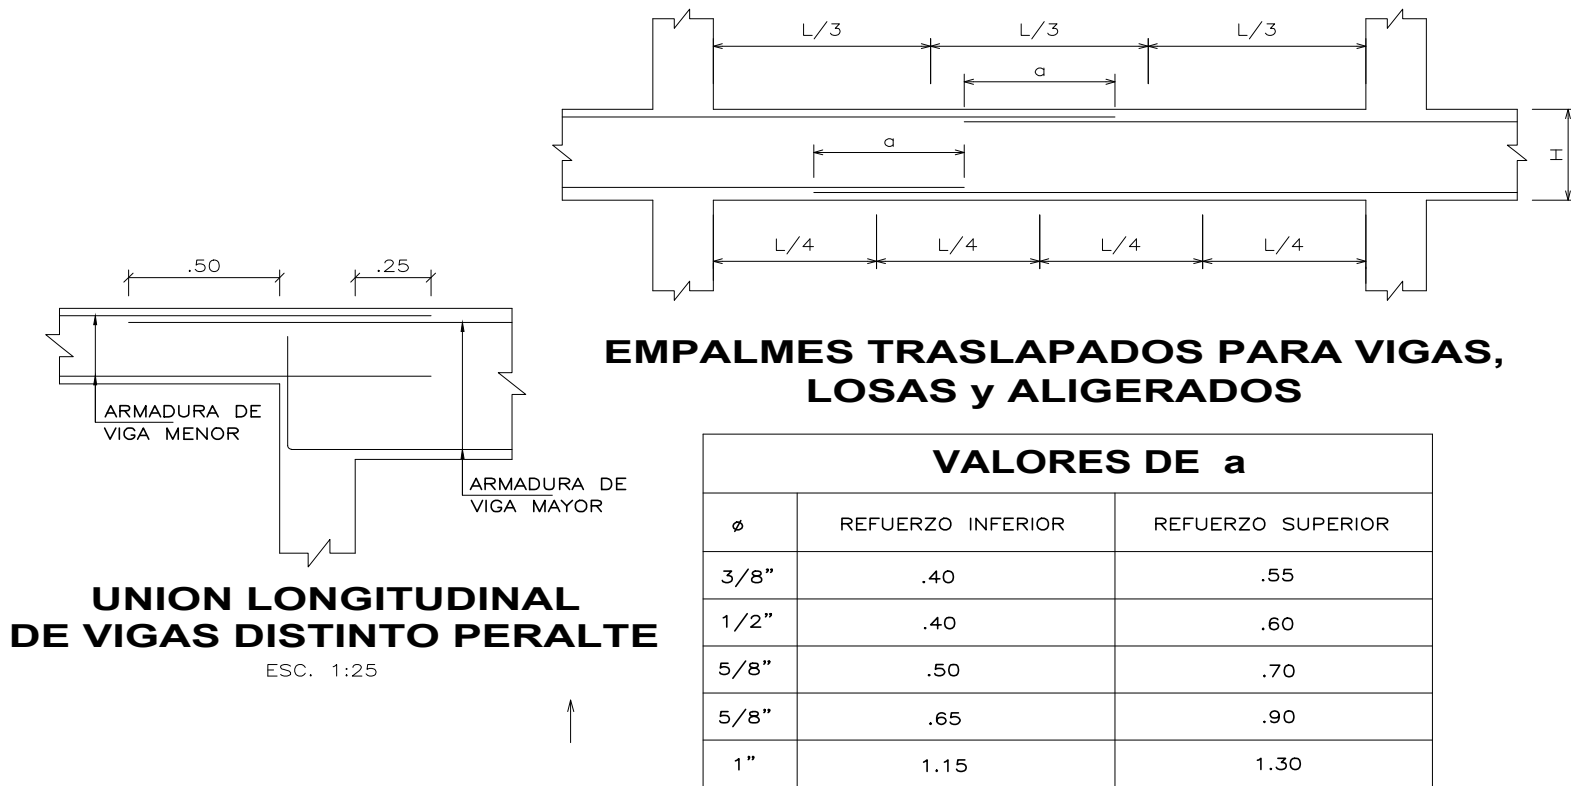 L/3 L/3 L/3
a
a
H
L/4 L/4 L/4 L/4
.50 .25
ARMADURA DE
VIGA MENOR
ARMADURA DE
VIGA MAYOR
UNION LONGITUDINAL
DE VIGAS DISTINTO PERALTE
ESC. 1:25
EMPALMES TRASLAPADOS PARA VIGAS,
LOSAS y ALIGERADOS
VALORES DE a
ø REFUERZO INFERIOR REFUERZO SUPERIOR
3/8" .40 .55
1/2" .40 .60
5/8" .50 .70
5/8" .65 .90
1" 1.15 1.30